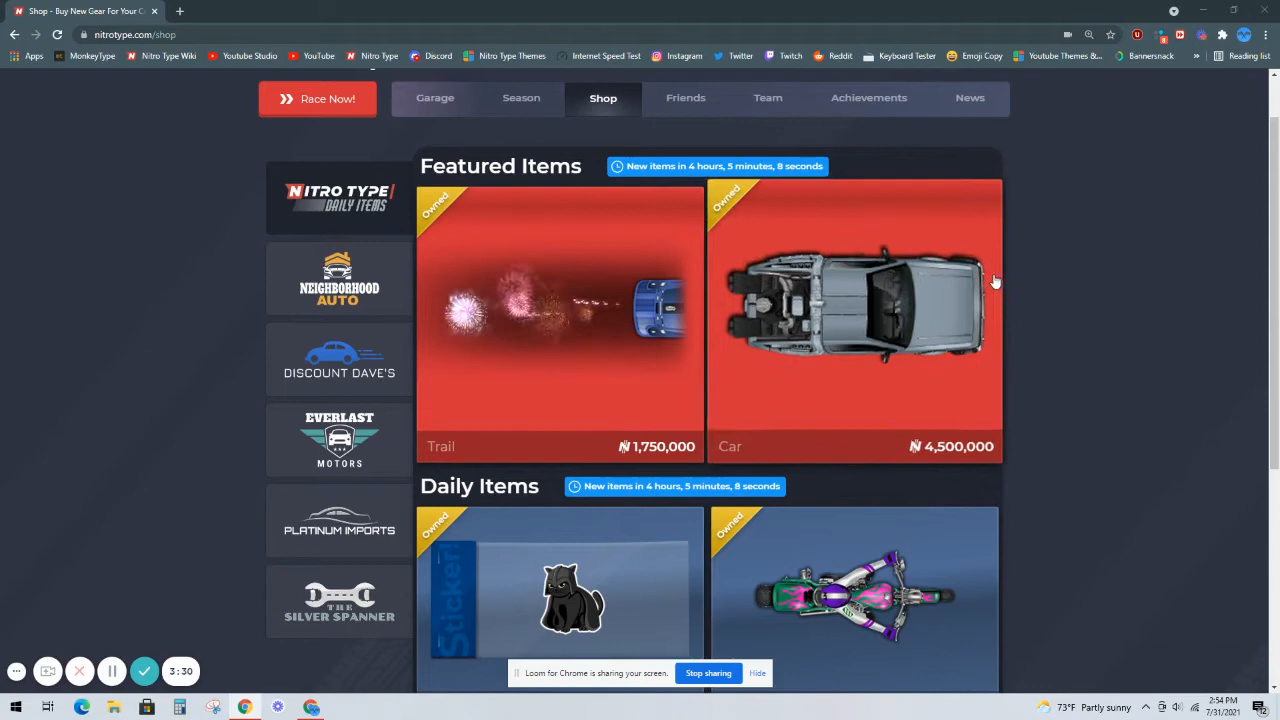 Shop - Buy New Gear For Your C
nitrotype.com/shop
Apps
MonkeyType
Nitro Type Wiki
Youtube Studio
YouTube
Nitro Type
Discord
Nitro Type Themes
Internet Speed Test
Instagram
Twitter
Twitch
Reddit
Keyboard Tester
Emoji Copy
Youtube Themes &...
Bannersnack
Reading list
Race Now!
Garage
Season
Shop
Friends
Team
Achievements
News
NITRO TYPE
DAILY ITEMS
NEIGHBORHOOD
AUTO
DISCOUNT DAVE'S
EVERLAST
MOTORS
PLATINUM IMPORTS
THE
SILVER SPANNER
Featured Items
New items in 4 hours, 5 minutes, 8 seconds
Owned
Trail
1,750,000
Owned
Car
4,500,000
Daily Items
New items in 4 hours, 5 minutes, 8 seconds
Owned
Sticker!
Owned
3:30
Loom for Chrome is sharing your screen.
Stop sharing
Hide
73°F Partly sunny
2:54 PM
7/31/2021
12